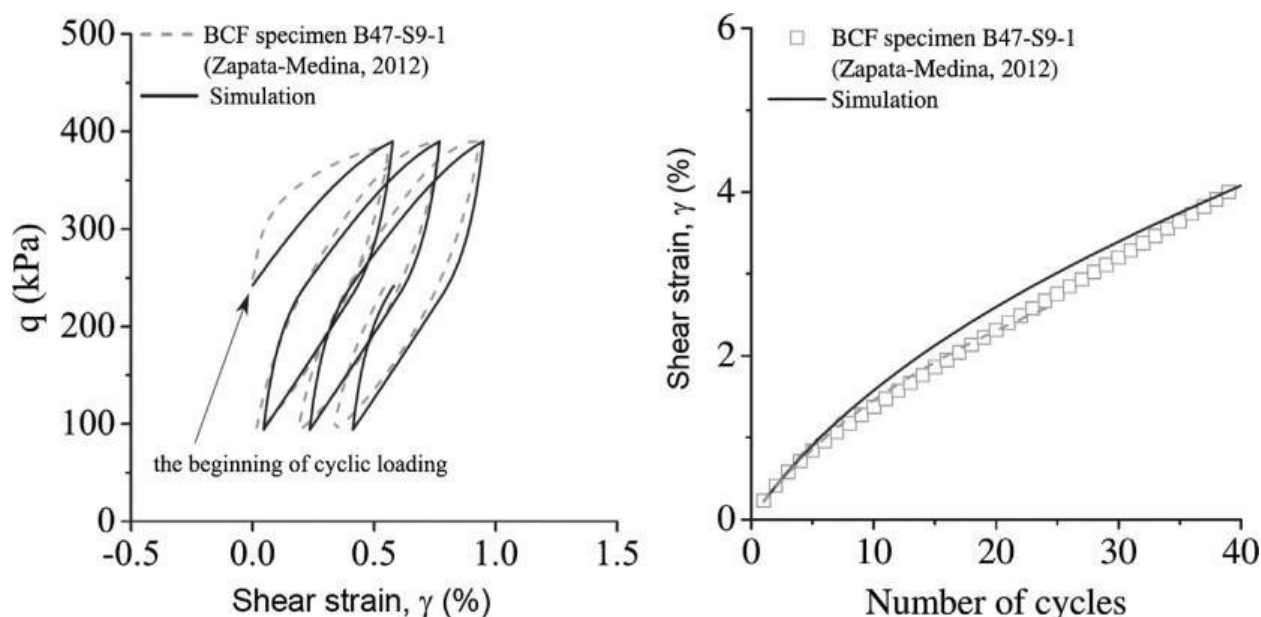 500
BCF specimen B47-S9-1
(Zapata-Medina, 2012)
Simulation
400
300
q (kPa)
200
100
the beginning of cyclic loading
0
-0.5
0.0
0.5
1.0
1.5
Shear strain, γ (%)
6
BCF specimen B47-S9-1
(Zapata-Medina, 2012)
Simulation
4
Shear strain, γ (%)
2
0
0
10
20
30
40
Number of cycles